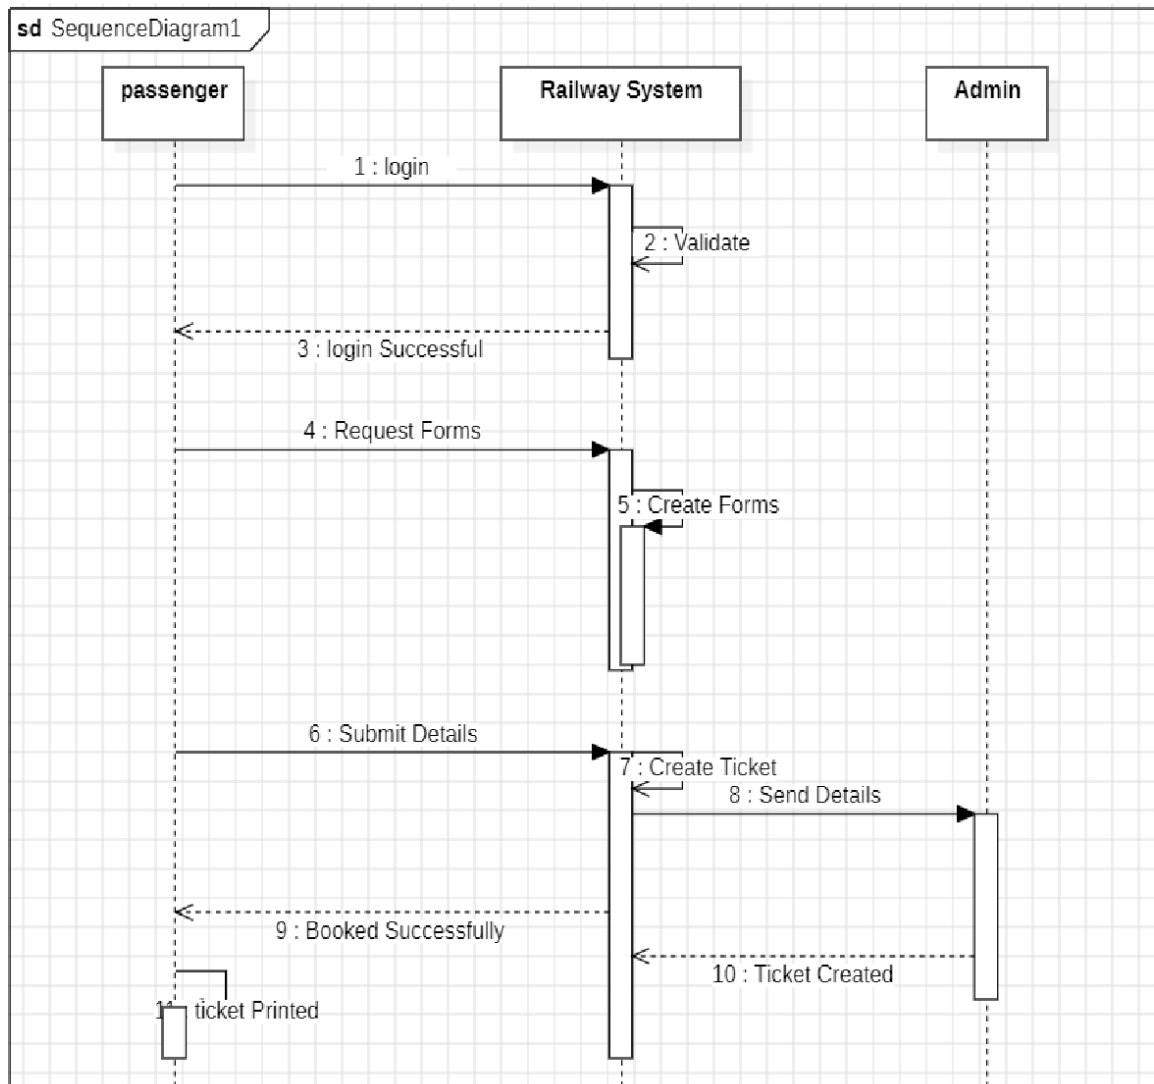 sd SequenceDiagram1
passenger
Railway System
Admin
1 : login
2 : Validate
3 : login Successful
4 : Request Forms
5 : Create Forms
6 : Submit Details
7 : Create Ticket
8 : Send Details
9 : Booked Successfully
10 : Ticket Created
11 : ticket Printed